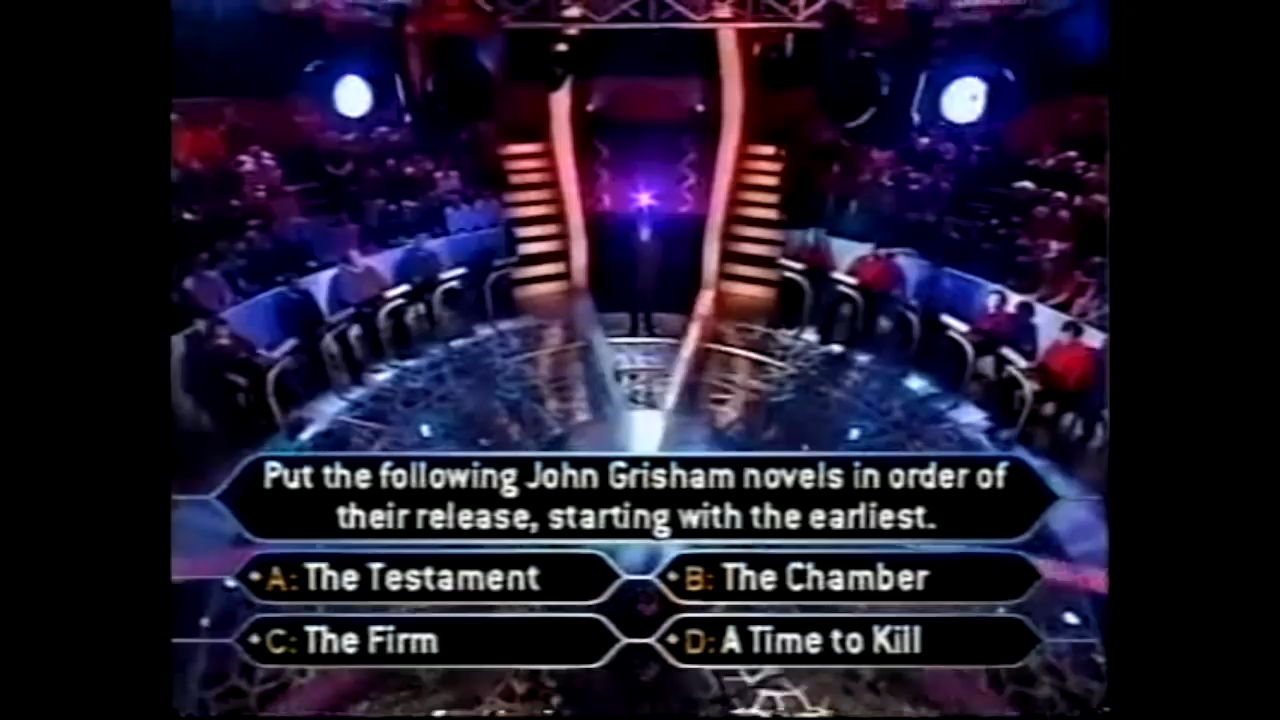 Put the following John Grisham novels in order of
their release, starting with the earliest.
A: The Testament
B: The Chamber
C: The Firm
D: A Time to Kill